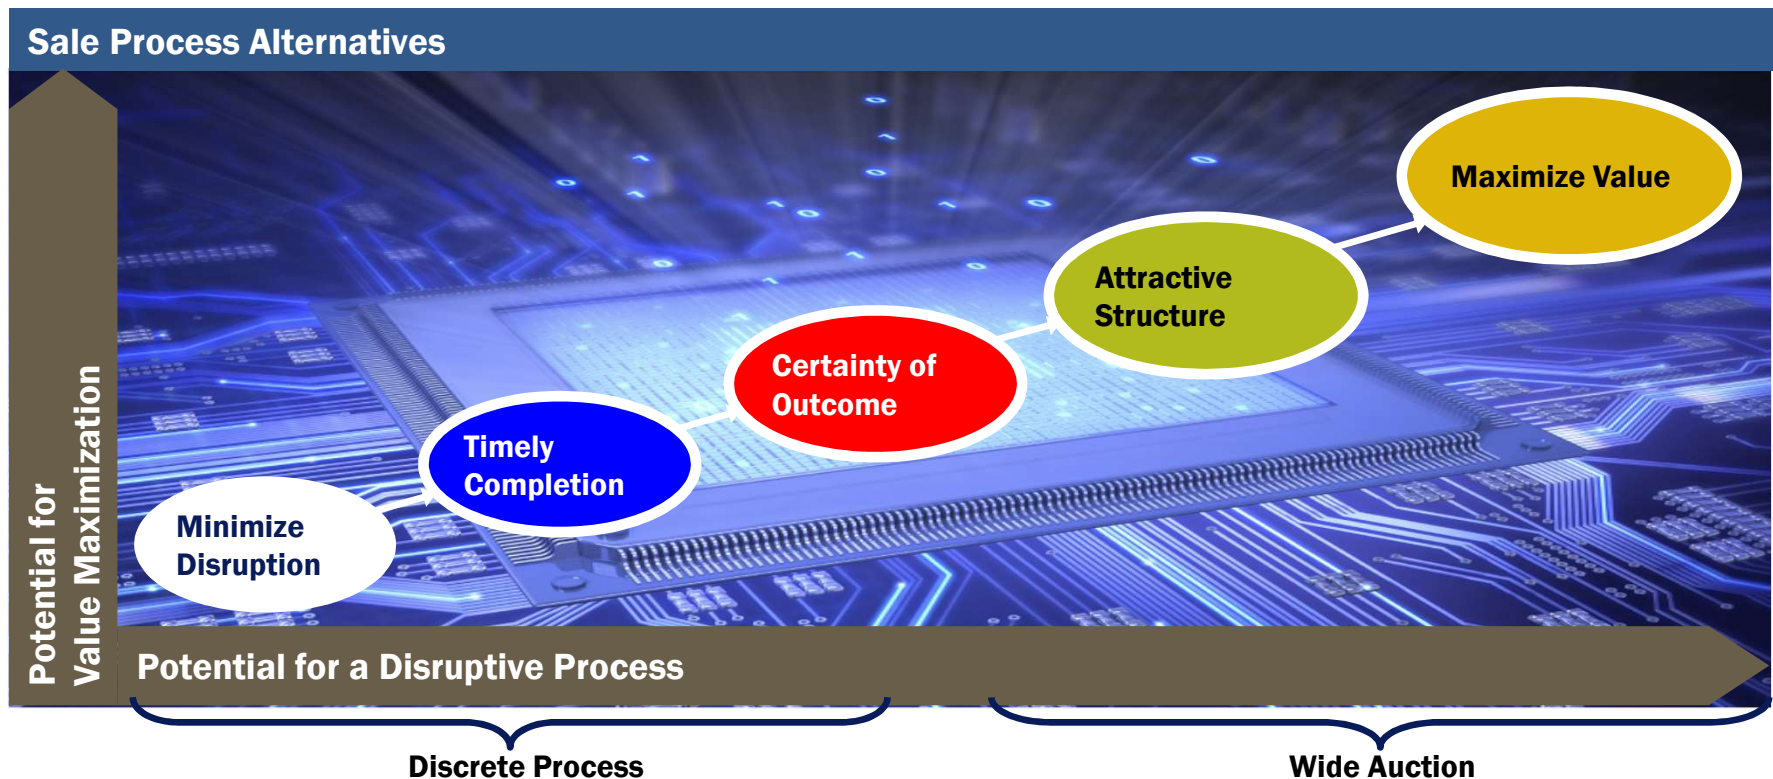 Sale Process Alternatives
Potential for
Value Maximization
Maximize Value
Attractive
Structure
Certainty of
Outcome
Timely
Completion
Minimize
Disruption
Potential for a Disruptive Process
Discrete Process
Wide Auction